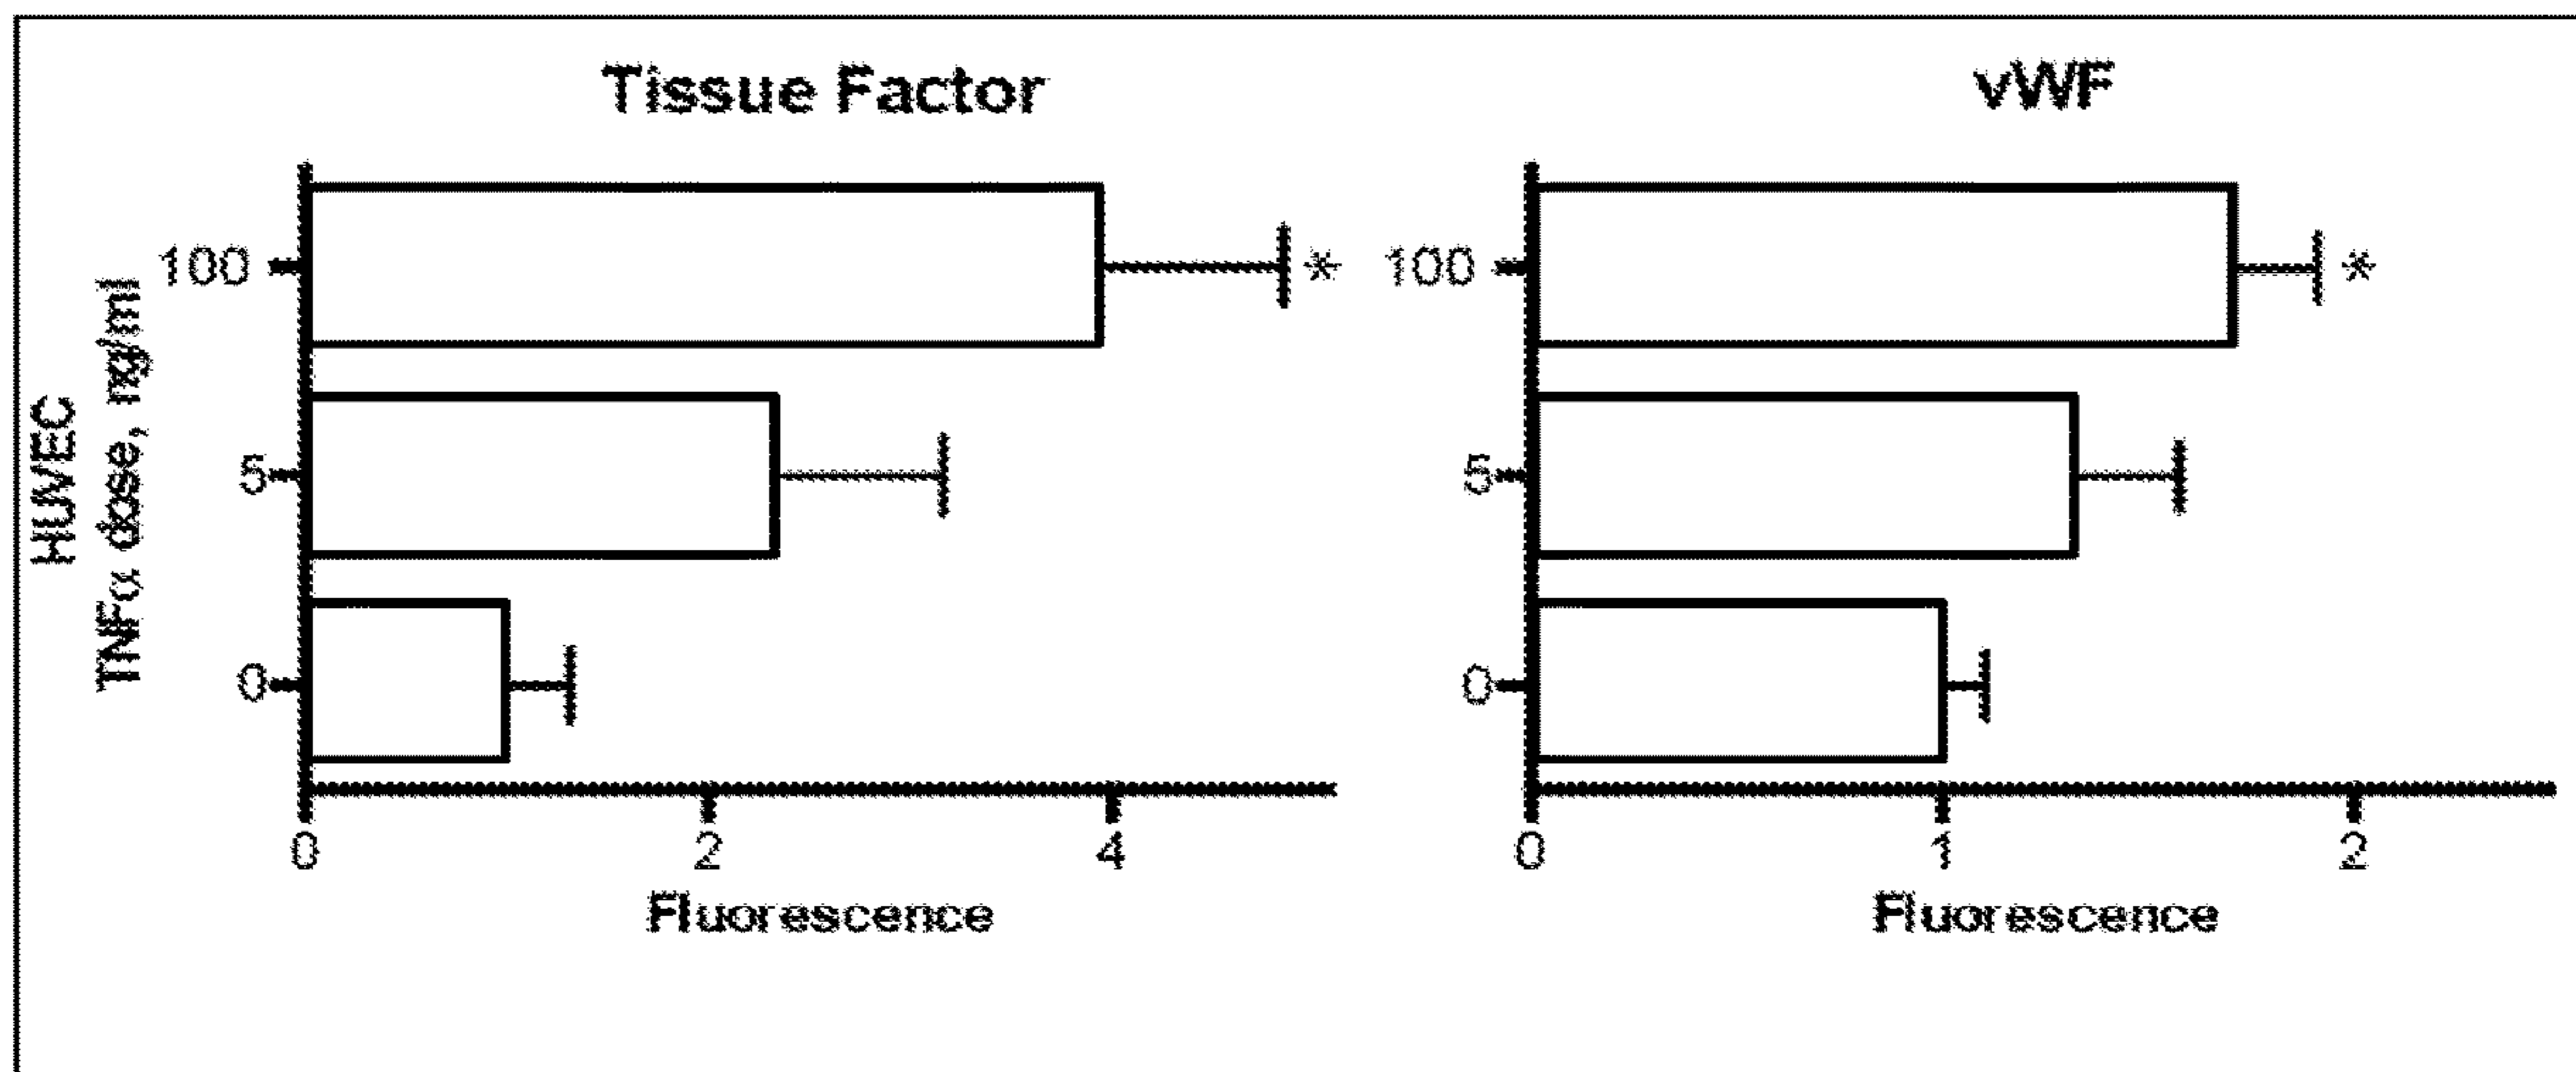 Tissue Factor
vWF
HUVEC
TNFα dose, ng/ml
100
*
5
0
0
2
4
Fluorescence
100
*
5
0
0
1
2
Fluorescence